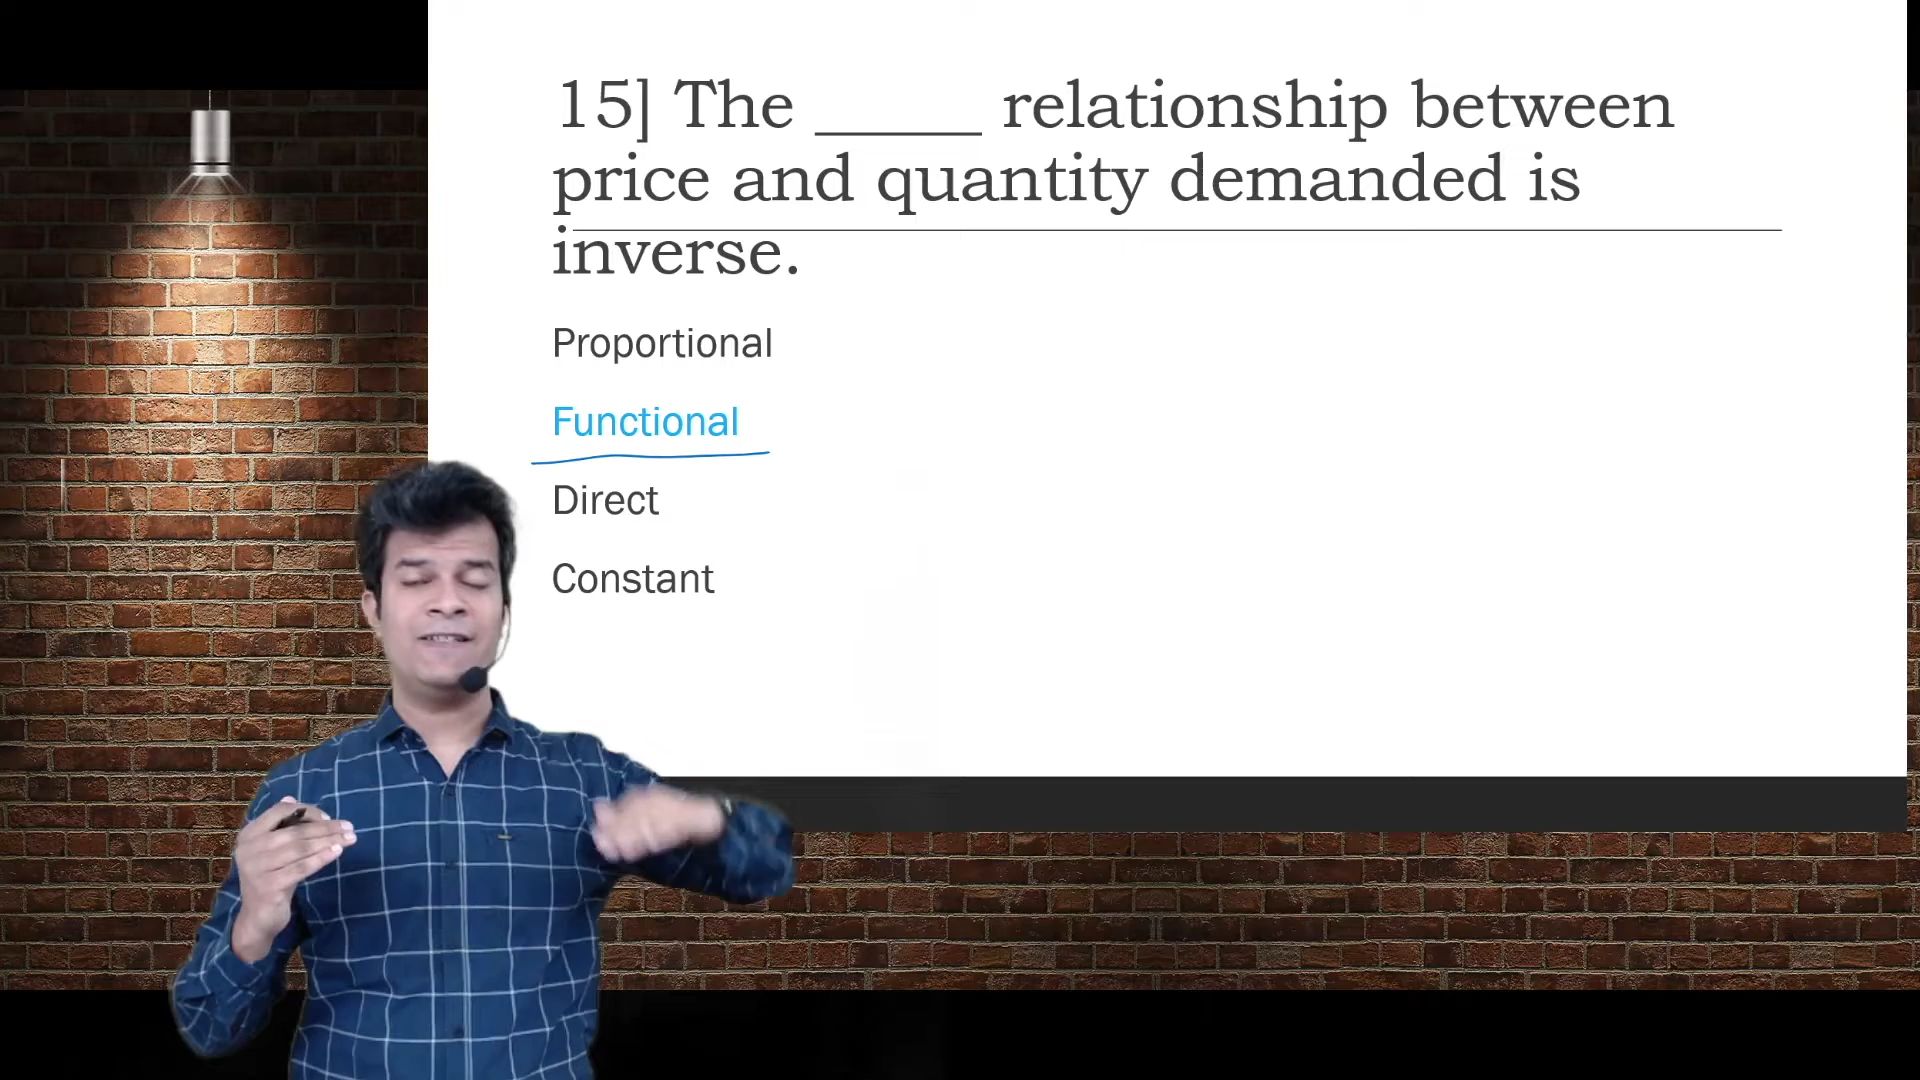 15] The _____ relationship between
price and quantity demanded is
inverse.
Proportional
Functional
Direct
Constant